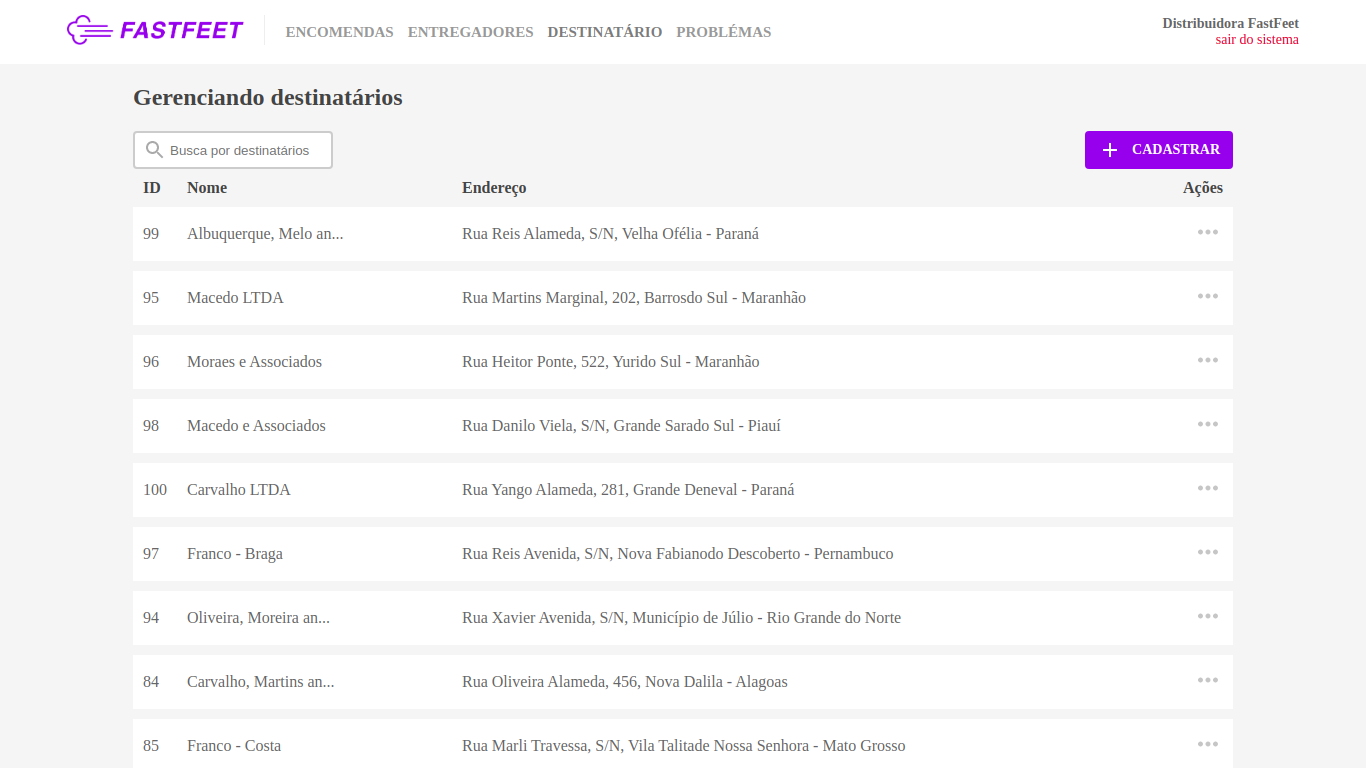 FASTFEET ENCOMENDAS ENTREGADORES DESTINATÁRIO PROBLÉMAS Distribuidora FastFeet
sair do sistema
Gerenciando destinatários
Busca por destinatários CADASTRAR
ID Nome Endereço Ações
99 Albuquerque, Melo an... Rua Reis Alameda, S/N, Velha Ofélia - Paraná
95 Macedo LTDA Rua Martins Marginal, 202, Barrosdo Sul - Maranhão
96 Moraes e Associados Rua Heitor Ponte, 522, Yurido Sul - Maranhão
98 Macedo e Associados Rua Danilo Viela, S/N, Grande Sarado Sul - Piauí
100 Carvalho LTDA Rua Yango Alameda, 281, Grande Deneval - Paraná
97 Franco - Braga Rua Reis Avenida, S/N, Nova Fabianodo Descoberto - Pernambuco
94 Oliveira, Moreira an... Rua Xavier Avenida, S/N, Município de Júlio - Rio Grande do Norte
84 Carvalho, Martins an... Rua Oliveira Alameda, 456, Nova Dalila - Alagoas
85 Franco - Costa Rua Marli Travessa, S/N, Vila Talitade Nossa Senhora - Mato Grosso